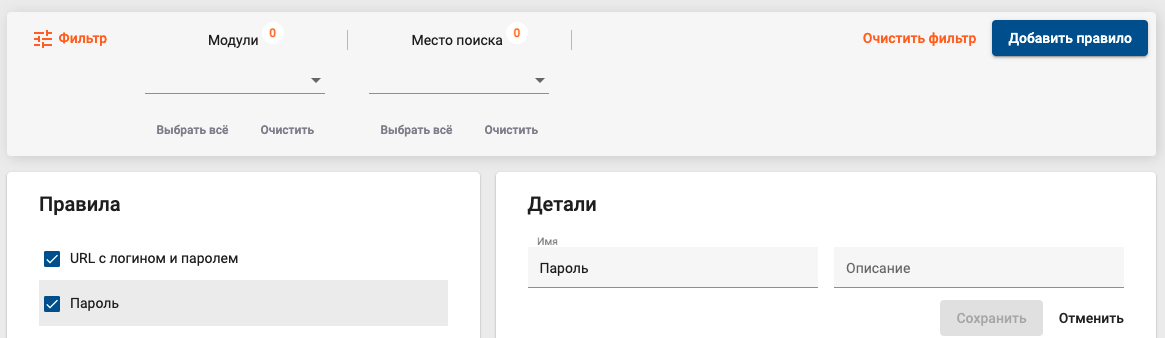 Фильтр
Модули 0
Место поиска 0
Очистить фильтр
Добавить правило
Выбрать всё
Очистить
Выбрать всё
Очистить
Правила
URL с логином и паролем
Пароль
Детали
Имя
Пароль
Описание
Сохранить
Отменить